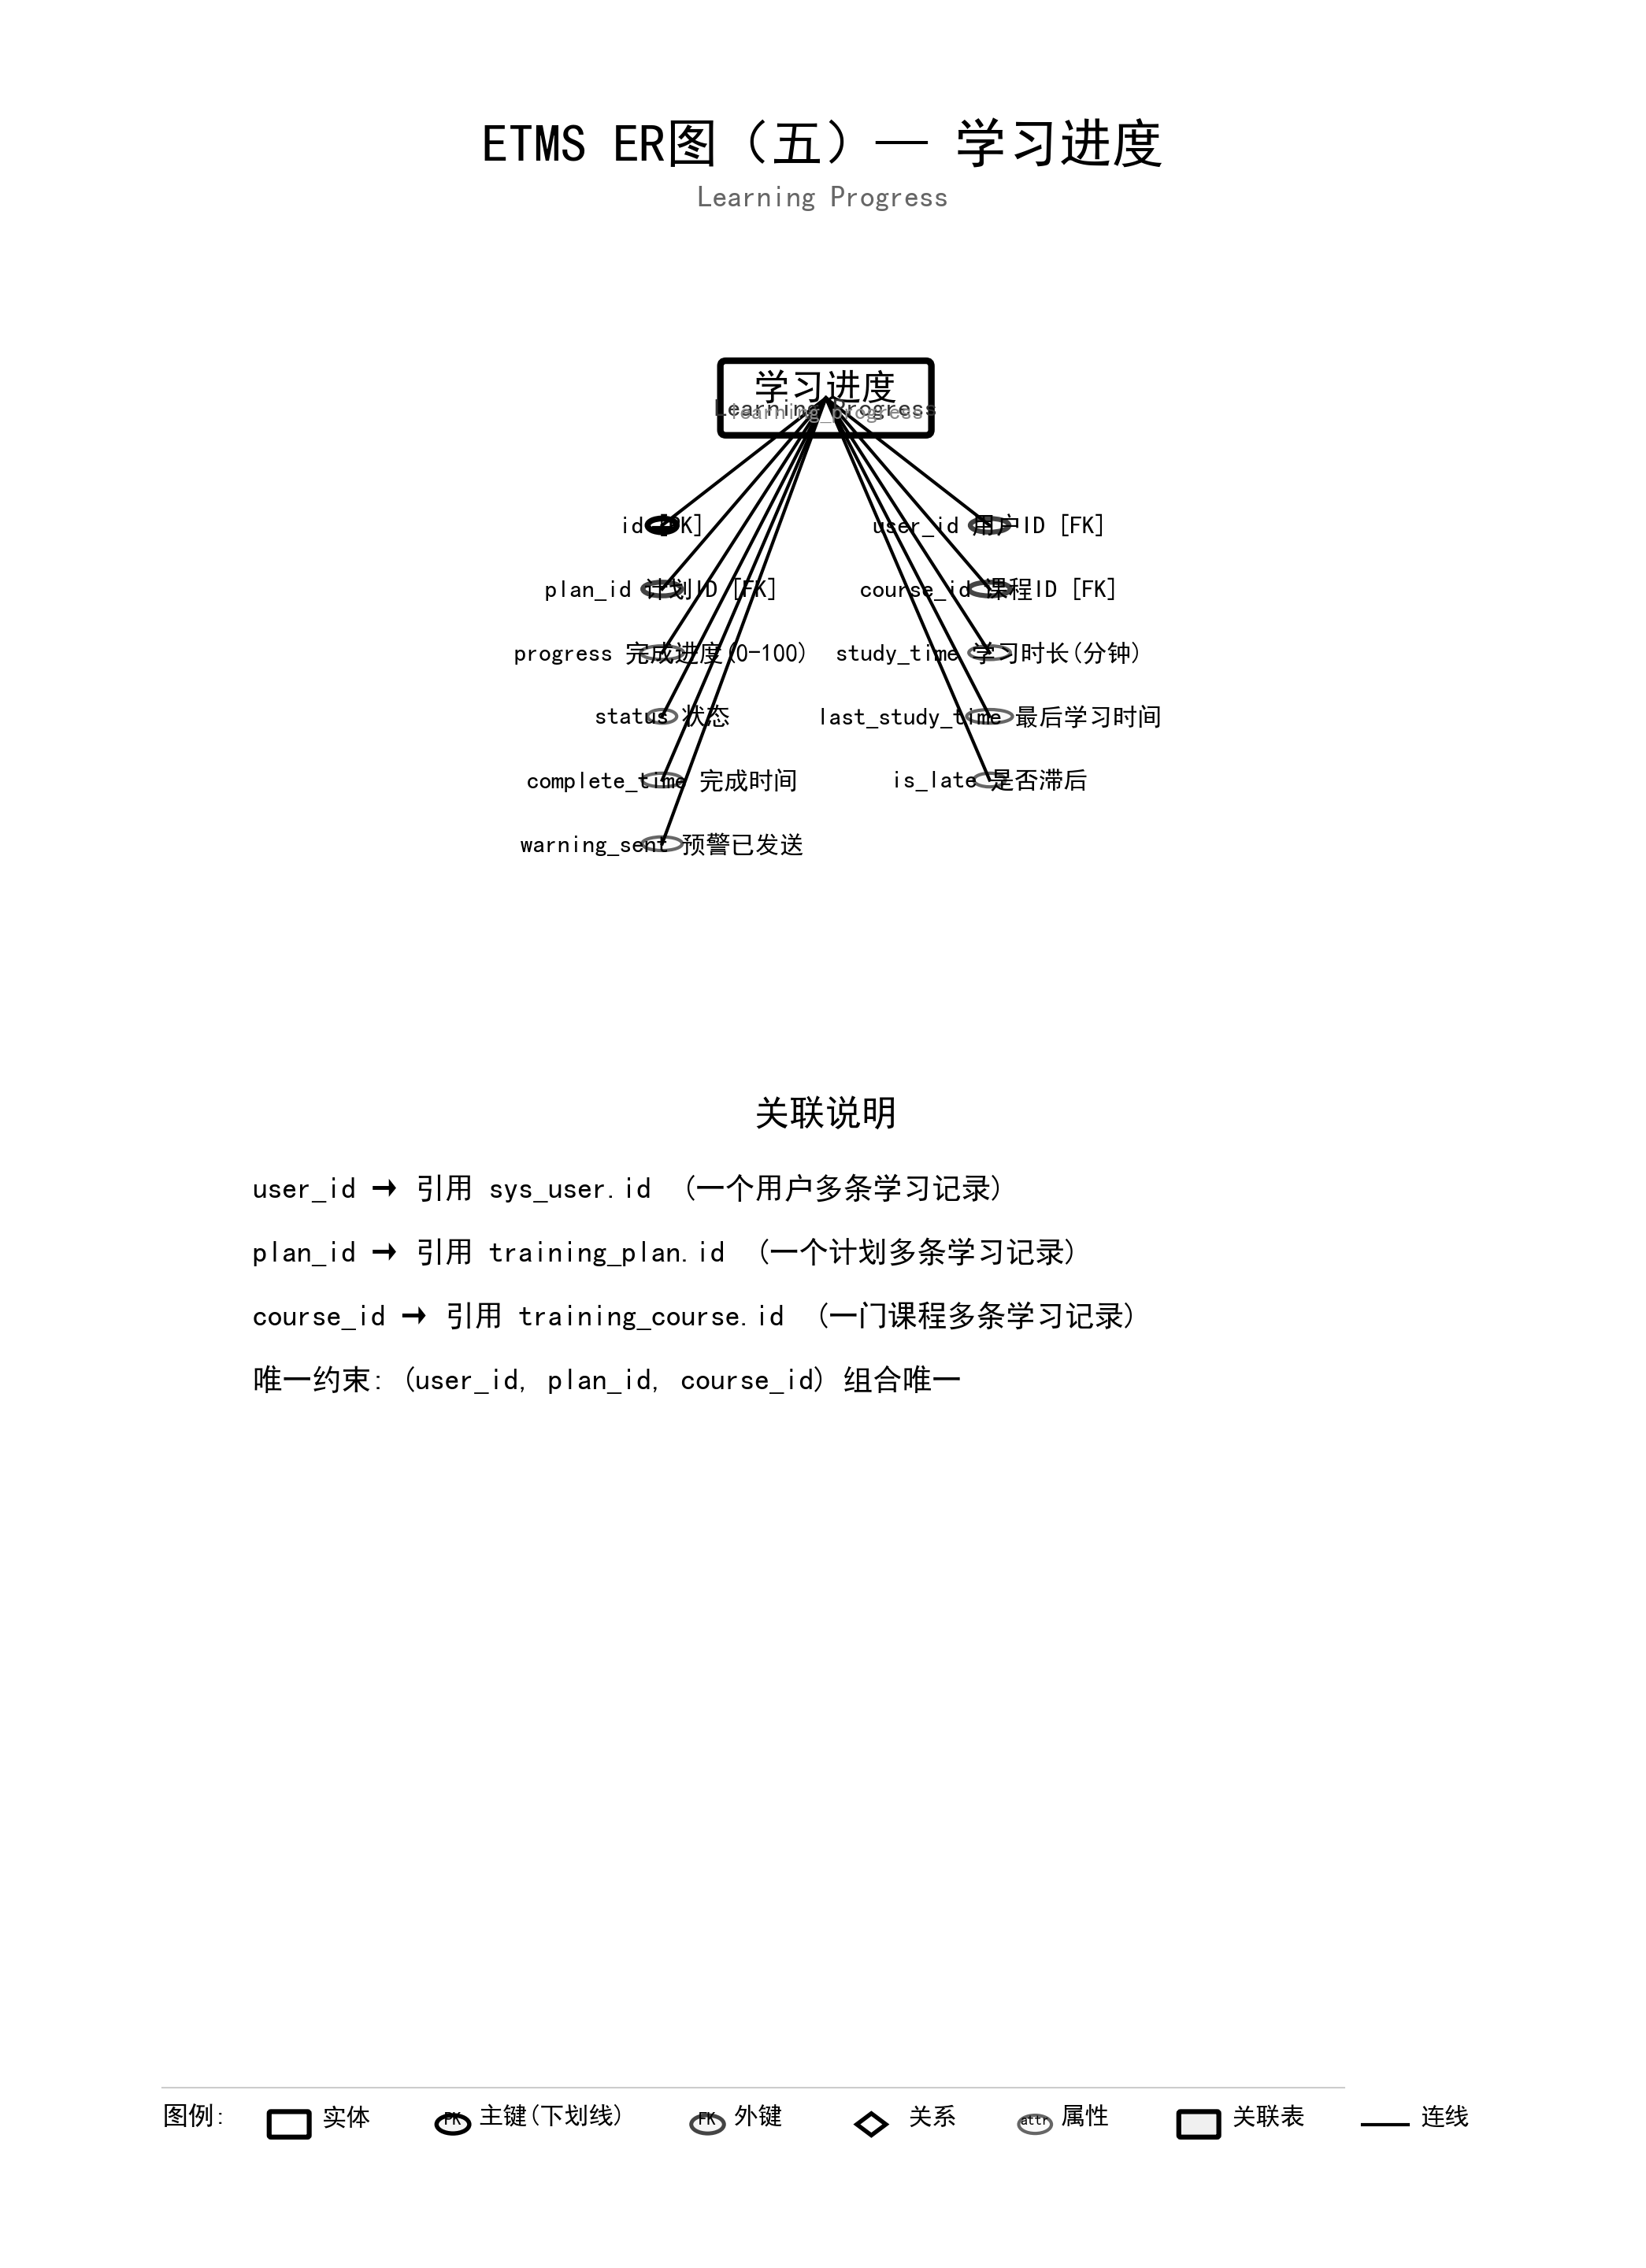 ETMS ER图（五）— 学习进度
Learning Progress
学习进度
Learning Progress
learning_progress
id [PK]
user_id 用户ID [FK]
plan_id 计划ID [FK]
course_id 课程ID [FK]
progress 完成进度(0-100)
study_time 学习时长(分钟)
status 状态
last_study_time 最后学习时间
complete_time 完成时间
is_late 是否滞后
warning_sent 预警已发送
关联说明
user_id → 引用 sys_user.id （一个用户多条学习记录）
plan_id → 引用 training_plan.id （一个计划多条学习记录）
course_id → 引用 training_course.id （一门课程多条学习记录）
唯一约束: (user_id, plan_id, course_id) 组合唯一
图例: 实体 PK 主键(下划线) FK 外键 关系 attr 属性 关联表 连线